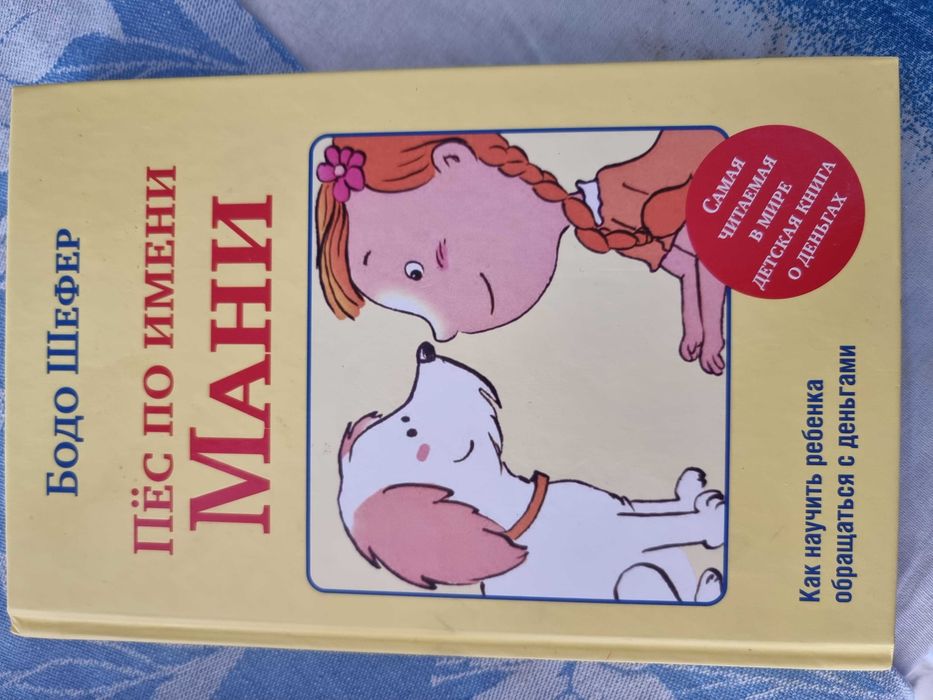 Бодо Шефер
Пёс по имени
Мани
Самая
читаемая
в мире
детская книга
о деньгах
Как научить ребенка
обращаться с деньгами